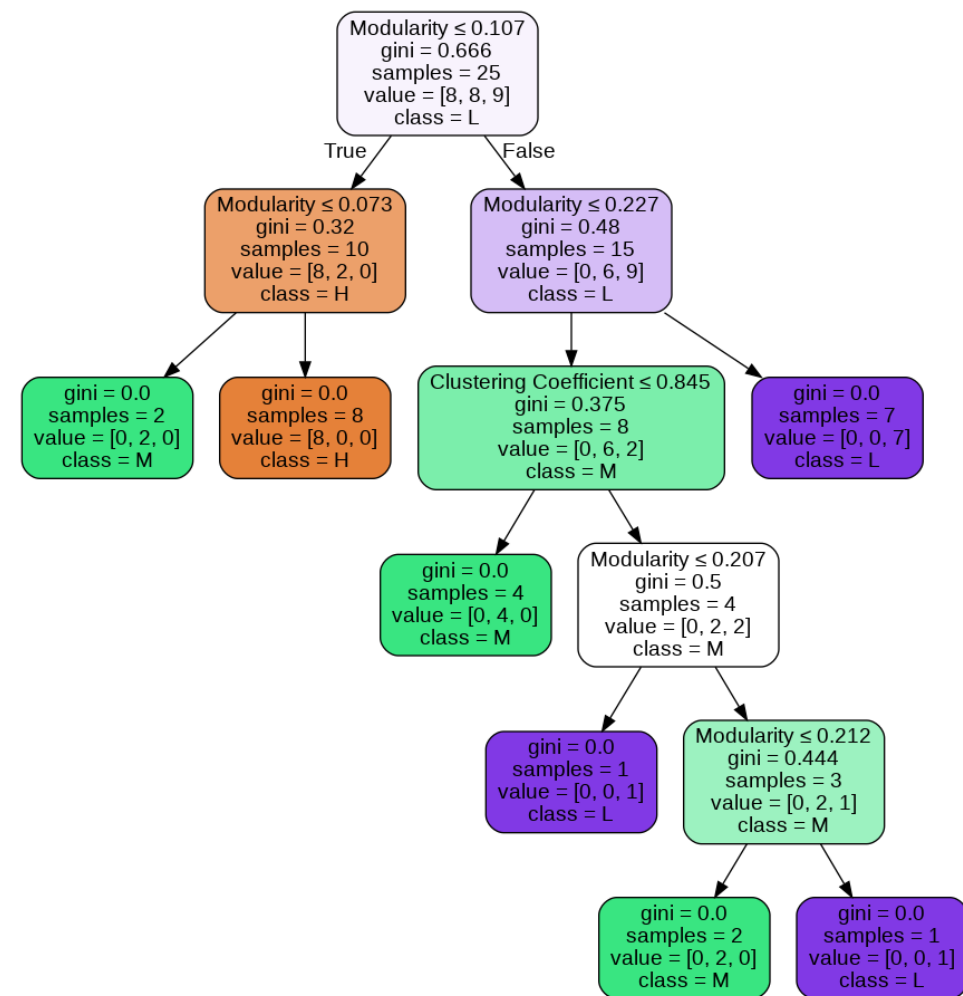 Modularity ≤ 0.107
gini = 0.666
samples = 25
value = [8, 8, 9]
class = L
True
False
Modularity ≤ 0.073
gini = 0.32
samples = 10
value = [8, 2, 0]
class = H
Modularity ≤ 0.227
gini = 0.48
samples = 15
value = [0, 6, 9]
class = L
gini = 0.0
samples = 2
value = [0, 2, 0]
class = M
gini = 0.0
samples = 8
value = [8, 0, 0]
class = H
Clustering Coefficient ≤ 0.845
gini = 0.375
samples = 8
value = [0, 6, 2]
class = M
gini = 0.0
samples = 7
value = [0, 0, 7]
class = L
gini = 0.0
samples = 4
value = [0, 4, 0]
class = M
Modularity ≤ 0.207
gini = 0.5
samples = 4
value = [0, 2, 2]
class = M
gini = 0.0
samples = 1
value = [0, 0, 1]
class = L
Modularity ≤ 0.212
gini = 0.444
samples = 3
value = [0, 2, 1]
class = M
gini = 0.0
samples = 2
value = [0, 2, 0]
class = M
gini = 0.0
samples = 1
value = [0, 0, 1]
class = L